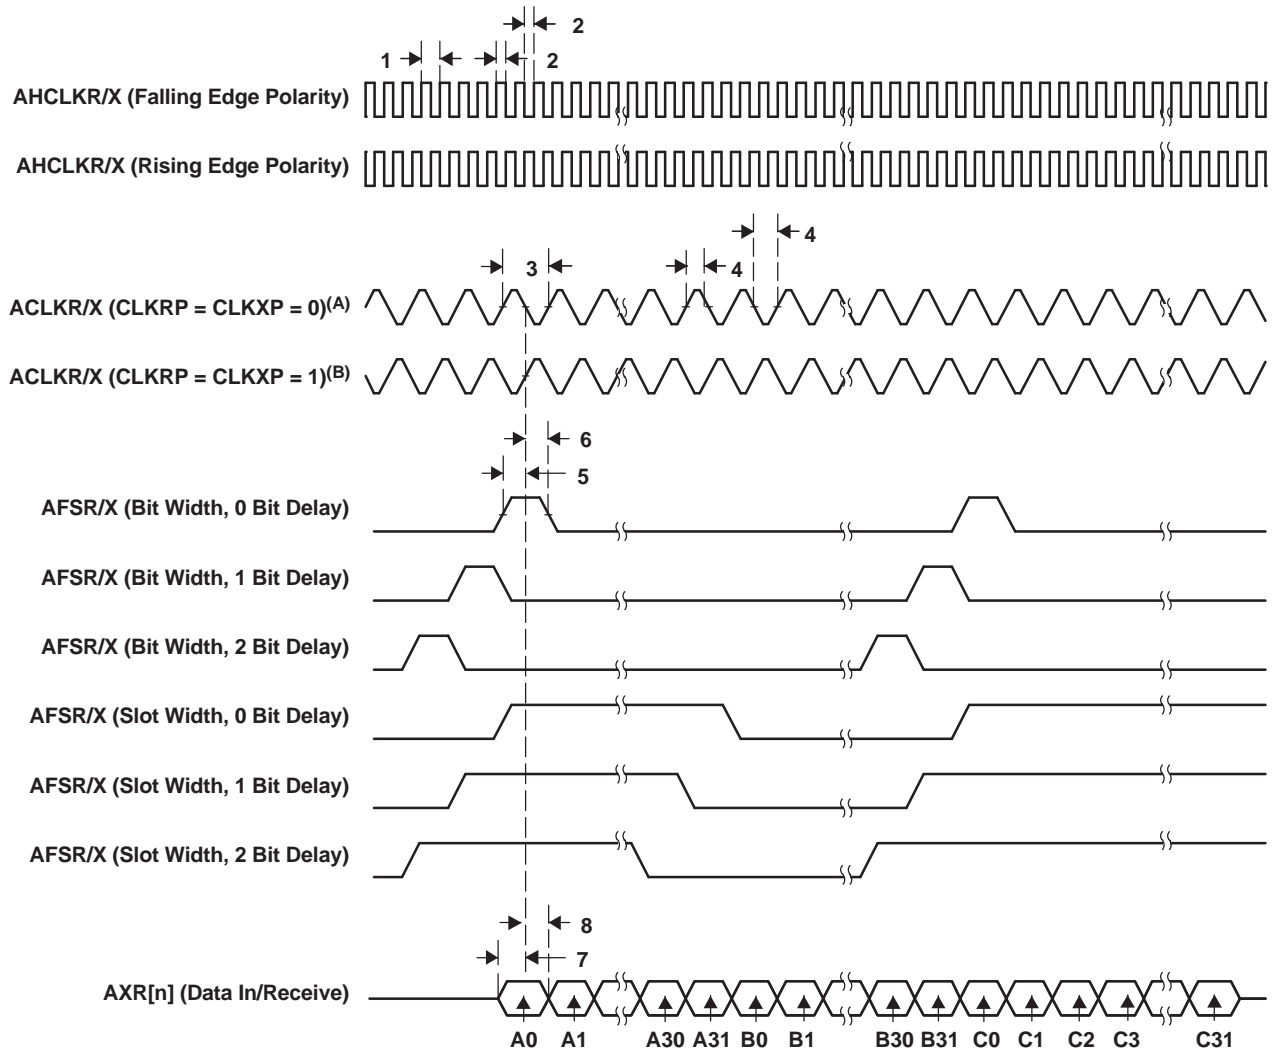 2
1
2
AHCLKR/X (Falling Edge Polarity)
AHCLKR/X (Rising Edge Polarity)
4
3
4
ACLKR/X (CLKRP = CLKXP = 0)(A)
ACLKR/X (CLKRP = CLKXP = 1)(B)
6
5
AFSR/X (Bit Width, 0 Bit Delay)
AFSR/X (Bit Width, 1 Bit Delay)
AFSR/X (Bit Width, 2 Bit Delay)
AFSR/X (Slot Width, 0 Bit Delay)
AFSR/X (Slot Width, 1 Bit Delay)
AFSR/X (Slot Width, 2 Bit Delay)
8
7
AXR[n] (Data In/Receive)
A0 A1 A30 A31 B0 B1 B30 B31 C0 C1 C2 C3 C31